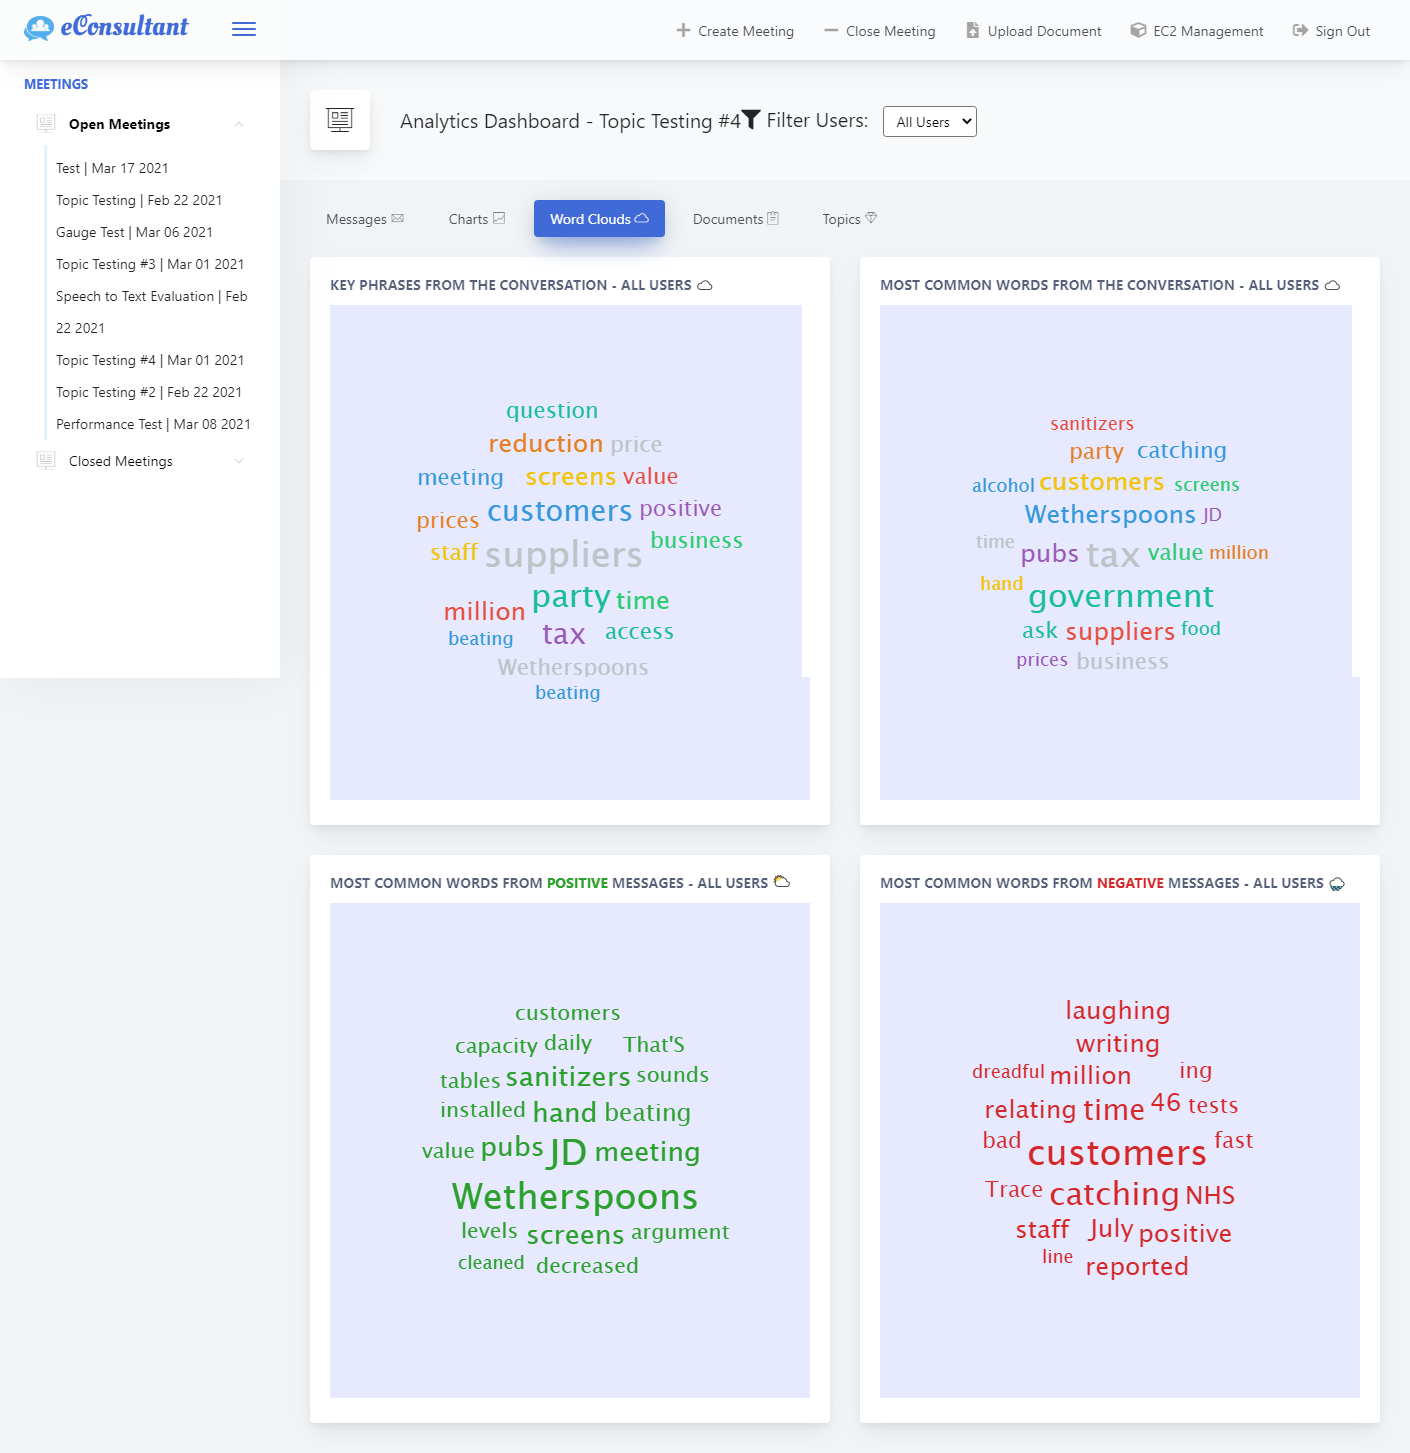 eConsultant
Create Meeting
Close Meeting
Upload Document
EC2 Management
Sign Out
MEETINGS
Open Meetings
Test | Mar 17 2021
Topic Testing | Feb 22 2021
Gauge Test | Mar 06 2021
Topic Testing #3 | Mar 01 2021
Speech to Text Evaluation | Feb
22 2021
Topic Testing #4 | Mar 01 2021
Topic Testing #2 | Feb 22 2021
Performance Test | Mar 08 2021
Closed Meetings
Analytics Dashboard - Topic Testing #4 Filter Users: All Users
Messages
Charts
Word Clouds
Documents
Topics
KEY PHRASES FROM THE CONVERSATION - ALL USERS
question
reduction price
meeting screens value
customers positive
prices
staff suppliers business
party time
million
beating tax access
Wetherspoons
beating
MOST COMMON WORDS FROM THE CONVERSATION - ALL USERS
sanitizers
party catching
alcohol customers screens
Wetherspoons JD
time
pubs tax value million
hand
government
ask suppliers food
prices business
MOST COMMON WORDS FROM POSITIVE MESSAGES - ALL USERS
customers
capacity daily That'S
tables sanitizers sounds
installed hand beating
value pubs JD meeting
Wetherspoons
levels screens argument
cleaned decreased
MOST COMMON WORDS FROM NEGATIVE MESSAGES - ALL USERS
laughing
writing
dreadful million ing
relating time 46 tests
bad customers fast
Trace catching NHS
staff July positive
line reported